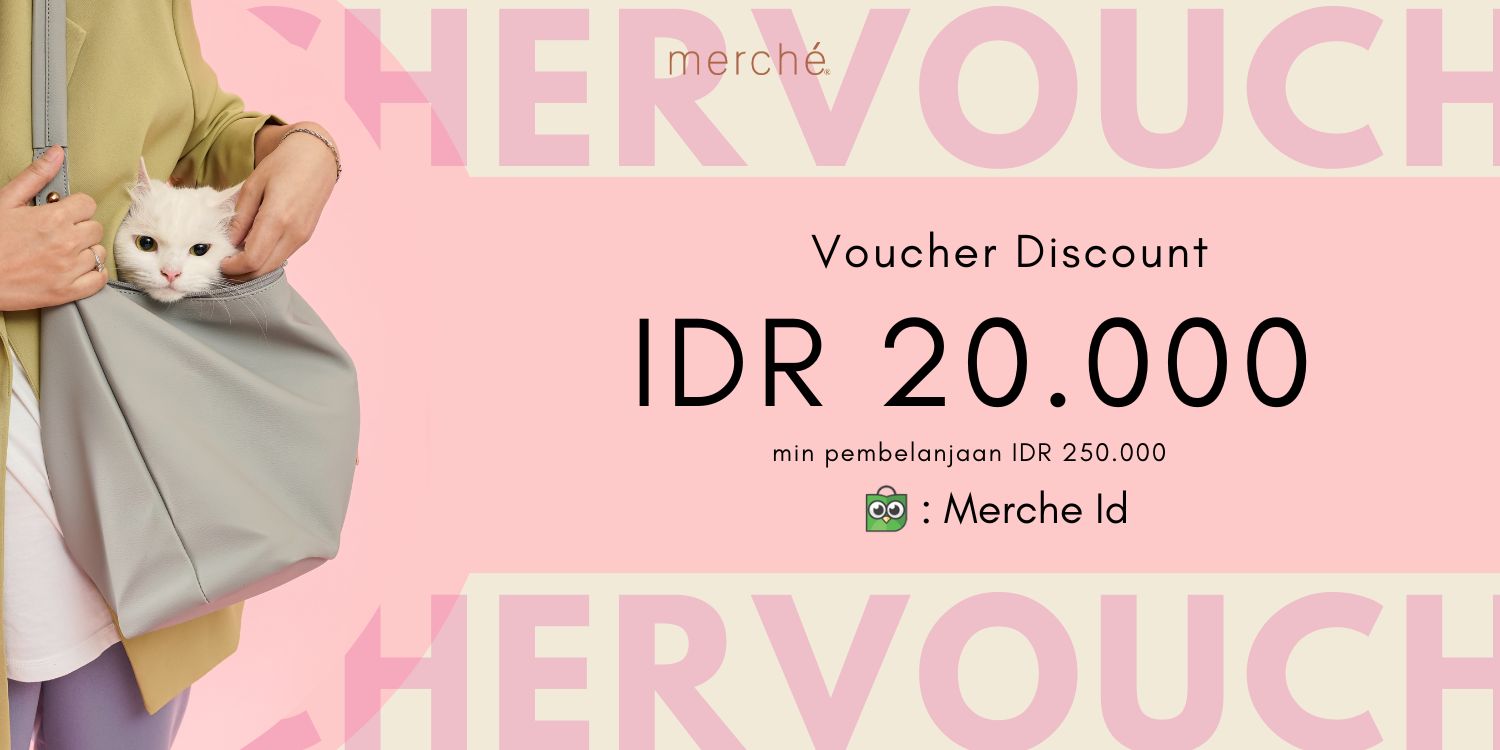 CHERVOUCH
merché®
Voucher Discount
IDR 20.000
min pembelanjaan IDR 250.000
: Merche Id
CHERVOUCH